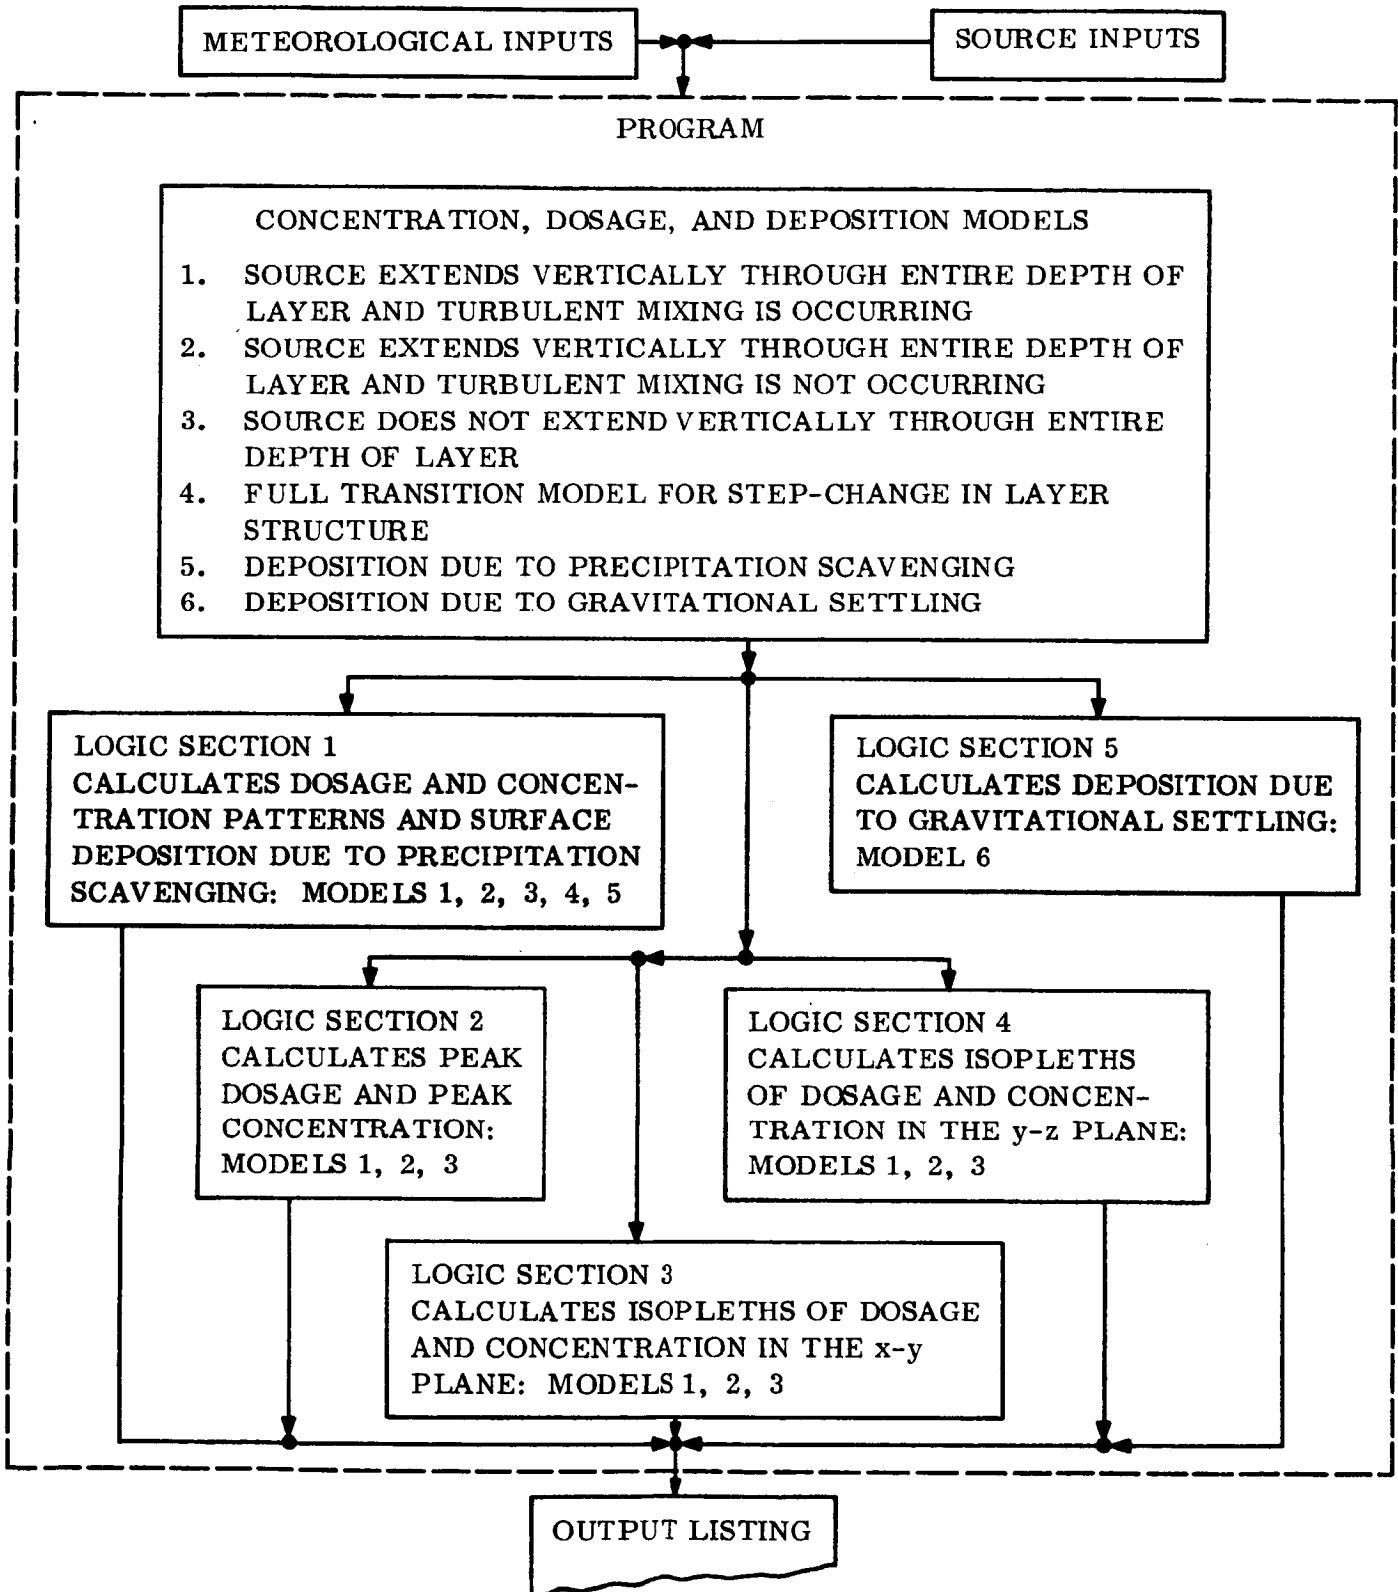 METEOROLOGICAL INPUTS
SOURCE INPUTS
PROGRAM
CONCENTRATION, DOSAGE, AND DEPOSITION MODELS
1. SOURCE EXTENDS VERTICALLY THROUGH ENTIRE DEPTH OF
LAYER AND TURBULENT MIXING IS OCCURRING
2. SOURCE EXTENDS VERTICALLY THROUGH ENTIRE DEPTH OF
LAYER AND TURBULENT MIXING IS NOT OCCURRING
3. SOURCE DOES NOT EXTEND VERTICALLY THROUGH ENTIRE
DEPTH OF LAYER
4. FULL TRANSITION MODEL FOR STEP-CHANGE IN LAYER
STRUCTURE
5. DEPOSITION DUE TO PRECIPITATION SCAVENGING
6. DEPOSITION DUE TO GRAVITATIONAL SETTLING
LOGIC SECTION 1
CALCULATES DOSAGE AND CONCEN-
TRATION PATTERNS AND SURFACE
DEPOSITION DUE TO PRECIPITATION
SCAVENGING: MODELS 1, 2, 3, 4, 5
LOGIC SECTION 5
CALCULATES DEPOSITION DUE
TO GRAVITATIONAL SETTLING:
MODEL 6
LOGIC SECTION 2
CALCULATES PEAK
DOSAGE AND PEAK
CONCENTRATION:
MODELS 1, 2, 3
LOGIC SECTION 4
CALCULATES ISOPLETHS
OF DOSAGE AND CONCEN-
TRATION IN THE y-z PLANE:
MODELS 1, 2, 3
LOGIC SECTION 3
CALCULATES ISOPLETHS OF DOSAGE
AND CONCENTRATION IN THE x-y
PLANE: MODELS 1, 2, 3
OUTPUT LISTING